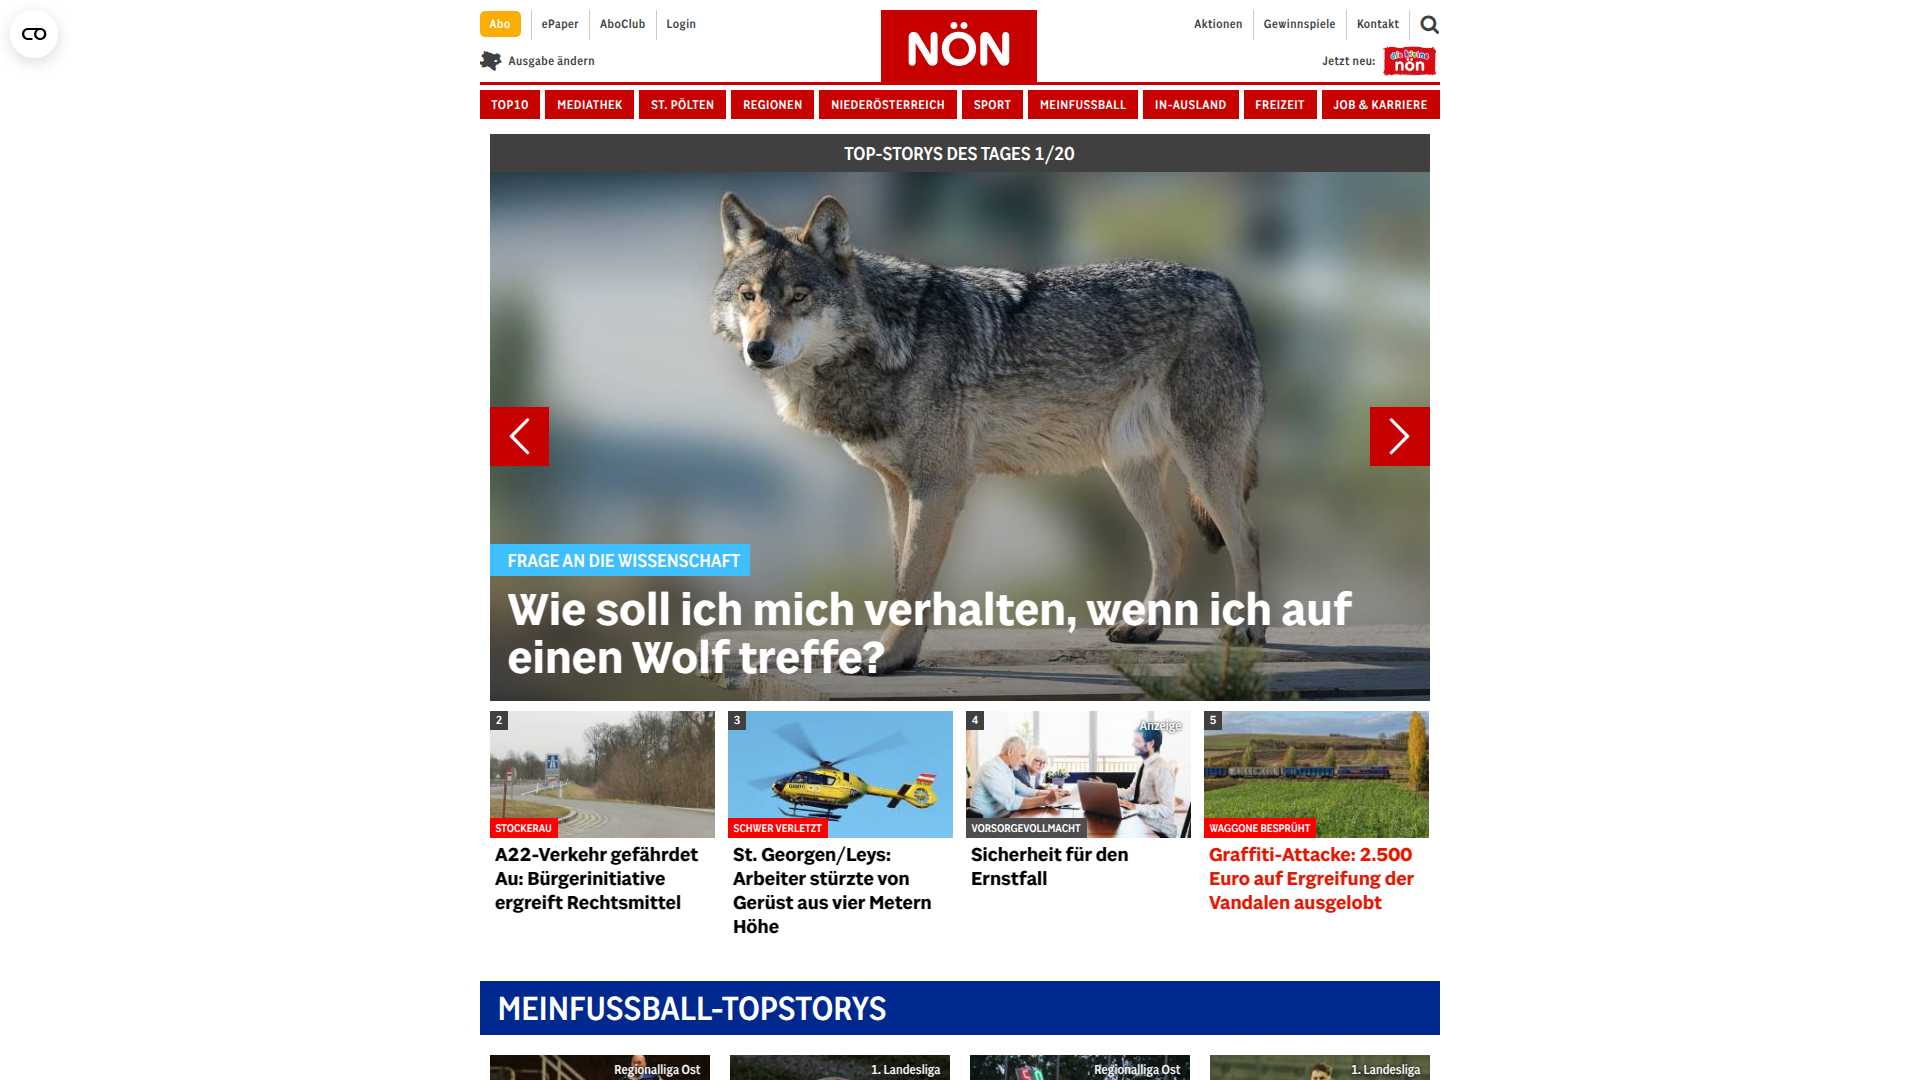 Abo
ePaper
AboClub
Login
NÖN
Aktionen
Gewinnspiele
Kontakt
Ausgabe ändern
Jetzt neu:
die kleine
nön
TOP10
MEDIATHEK
ST. PÖLTEN
REGIONEN
NIEDERÖSTERREICH
SPORT
MEINFUSSBALL
IN-AUSLAND
FREIZEIT
JOB & KARRIERE
TOP-STORYS DES TAGES 1/20
FRAGE AN DIE WISSENSCHAFT
Wie soll ich mich verhalten, wenn ich auf
einen Wolf treffe?
2
STOCKERAU
A22-Verkehr gefährdet
Au: Bürgerinitiative
ergreift Rechtsmittel
3
SCHWER VERLETZT
St. Georgen/Leys:
Arbeiter stürzte von
Gerüst aus vier Metern
Höhe
4
Anzeige
VORSORGEVOLLMACHT
Sicherheit für den
Ernstfall
5
WAGGONE BESPRÜHT
Graffiti-Attacke: 2.500
Euro auf Ergreifung der
Vandalen ausgelobt
MEINFUSSBALL-TOPSTORYS
Regionalliga Ost
1. Landesliga
Regionalliga Ost
1. Landesliga